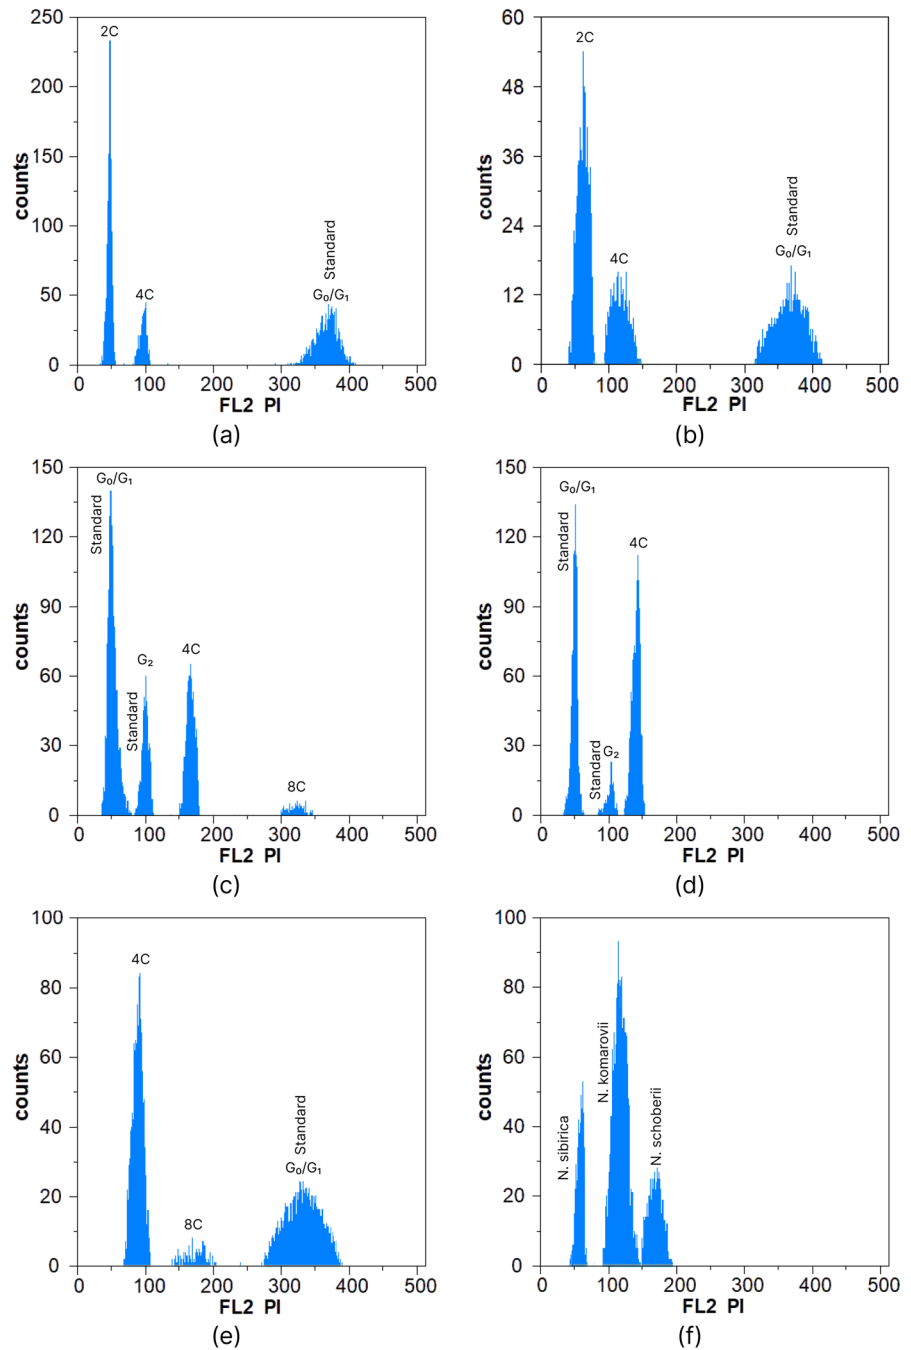 250
200
150
100
50
0
counts
2C
4C
Standard
G₀/G₁
0 100 200 300 400 500
FL2 PI
(a)
60
48
36
24
12
0
counts
2C
4C
Standard
G₀/G₁
0 100 200 300 400 500
FL2 PI
(b)
150
120
90
60
30
0
counts
G₀/G₁
Standard
G₂
Standard
4C
8C
0 100 200 300 400 500
FL2 PI
(c)
150
120
90
60
30
0
counts
G₀/G₁
Standard
4C
Standard
G₂
0 100 200 300 400 500
FL2 PI
(d)
100
80
60
40
20
0
counts
4C
8C
Standard
G₀/G₁
0 100 200 300 400 500
FL2 PI
(e)
100
80
60
40
20
0
counts
N. sibirica
N. komarovii
N. schoberii
0 100 200 300 400 500
FL2 PI
(f)